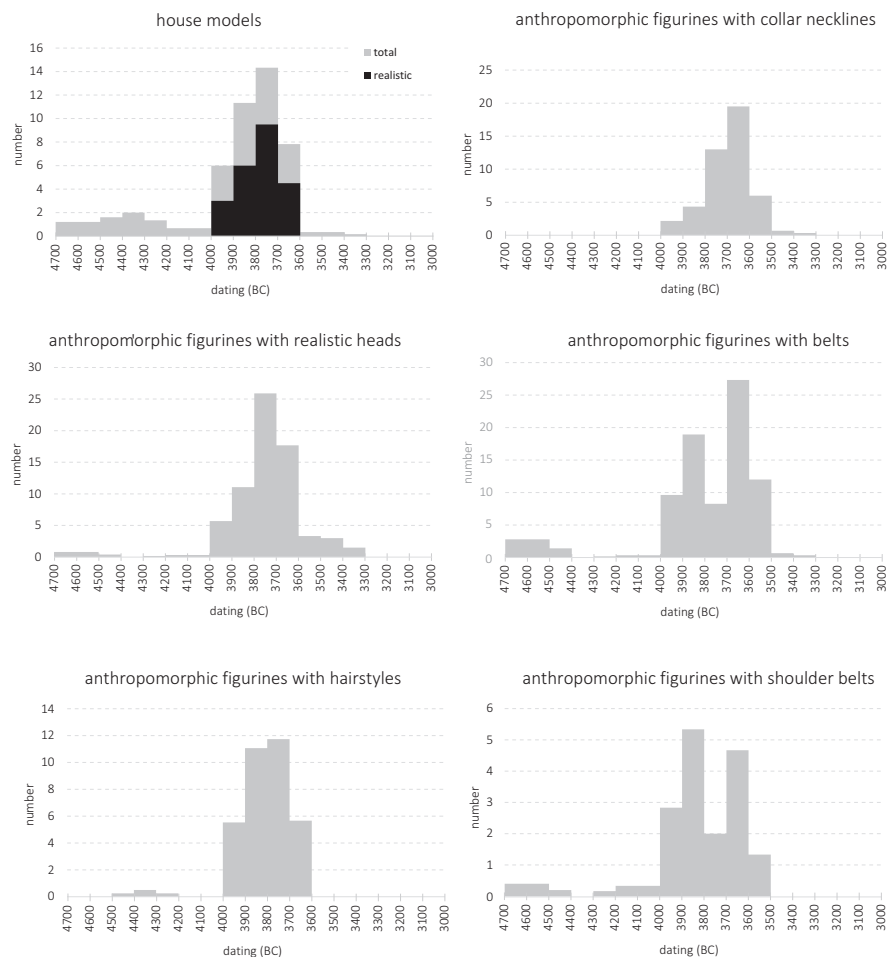 house models
total
realistic
16
14
12
10
8
6
4
2
0
number
4700 4600 4500 4400 4300 4200 4100 4000 3900 3800 3700 3600 3500 3400 3300 3200 3100 3000
dating (BC)
anthropomorphic figurines with collar necklines
25
20
15
10
5
0
number
4700 4600 4500 4400 4300 4200 4100 4000 3900 3800 3700 3600 3500 3400 3300 3200 3100 3000
dating (BC)
anthropomorphic figurines with realistic heads
30
25
20
15
10
5
0
number
4700 4600 4500 4400 4300 4200 4100 4000 3900 3800 3700 3600 3500 3400 3300 3200 3100 3000
dating (BC)
anthropomorphic figurines with belts
30
25
20
15
10
5
0
number
4700 4600 4500 4400 4300 4200 4100 4000 3900 3800 3700 3600 3500 3400 3300 3200 3100 3000
dating (BC)
anthropomorphic figurines with hairstyles
14
12
10
8
6
4
2
0
number
4700 4600 4500 4400 4300 4200 4100 4000 3900 3800 3700 3600 3500 3400 3300 3200 3100 3000
dating (BC)
anthropomorphic figurines with shoulder belts
6
5
4
3
2
1
0
number
4700 4600 4500 4400 4300 4200 4100 4000 3900 3800 3700 3600 3500 3400 3300 3200 3100 3000
dating (BC)